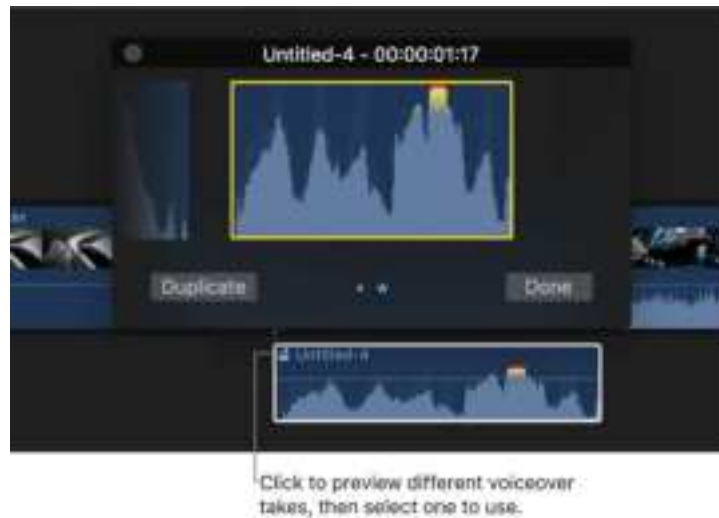 Untitled-4 - 00:00:01:17
Duplicate
Done
Untitled-4
Click to preview different voiceover
takes, then select one to use.